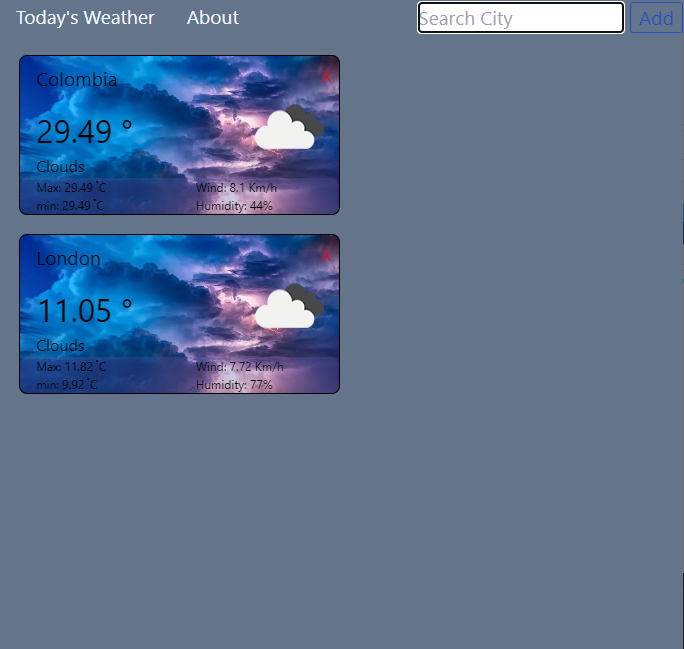 Today's Weather About Search City Add
Colombia X
29.49 °
Clouds
Max: 29.49 °C Wind: 8.1 Km/h
min: 29.49 °C Humidity: 44%
London X
11.05 °
Clouds
Max: 11.82 °C Wind: 7.72 Km/h
min: 9.92 °C Humidity: 77%